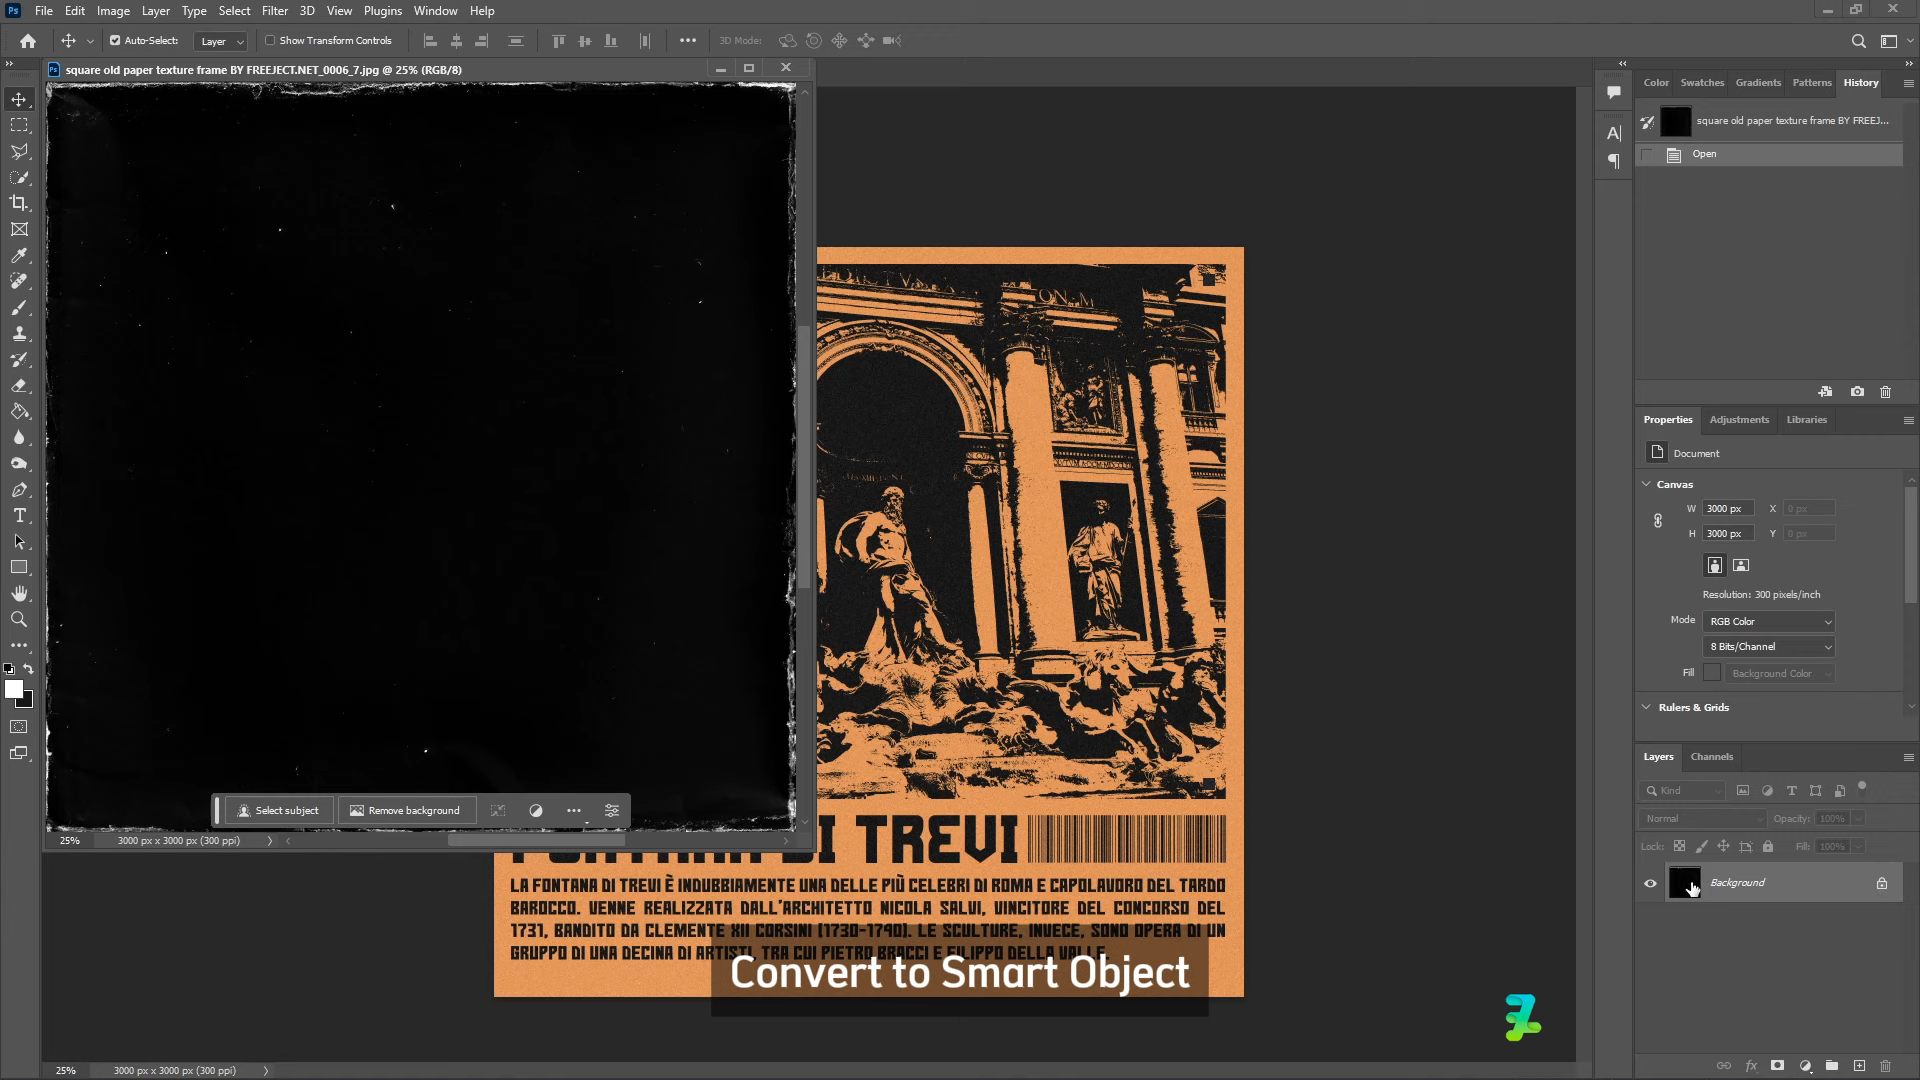 File Edit Image Layer Type Select Filter 3D View Plugins Window Help
Auto-Select: Layer Show Transform Controls 3D Mode:
square old paper texture frame BY FREEJECT.NET_0006_7.jpg @ 25% (RGB/8)
Color Swatches Gradients Patterns History
square old paper texture frame BY FREEJ...
Open
Properties Adjustments Libraries
Document
Canvas
W 3000 px X 0 px
H 3000 px Y 0 px
Resolution: 300 pixels/inch
Mode RGB Color
8 Bits/Channel
Fill Background Color
Rulers & Grids
Layers Channels
Kind
Normal Opacity: 100%
Lock: Fill: 100%
Background
Select subject Remove background
25% 3000 px x 3000 px (300 ppi)
DI TREVI
LA FONTANA DI TREVI È INDUBBIAMENTE UNA DELLE PIÙ CELEBRI DI ROMA E CAPOLAVORO DEL TARDO
BAROCCO. VENNE REALIZZATA DALL'ARCHITETTO NICOLA SALVI, VINCITORE DEL CONCORSO DEL
1731, BANDITO DA CLEMENTE XII CORSINI (1730-1740). LE SCULTURE, INVECE, SONO OPERA DI UN
GRUPPO DI UNA DECINA DI ARTISTI, TRA CUI PIETRO BRACCI E FILIPPO DELLA VALLE.
Convert to Smart Object
25% 3000 px x 3000 px (300 ppi)